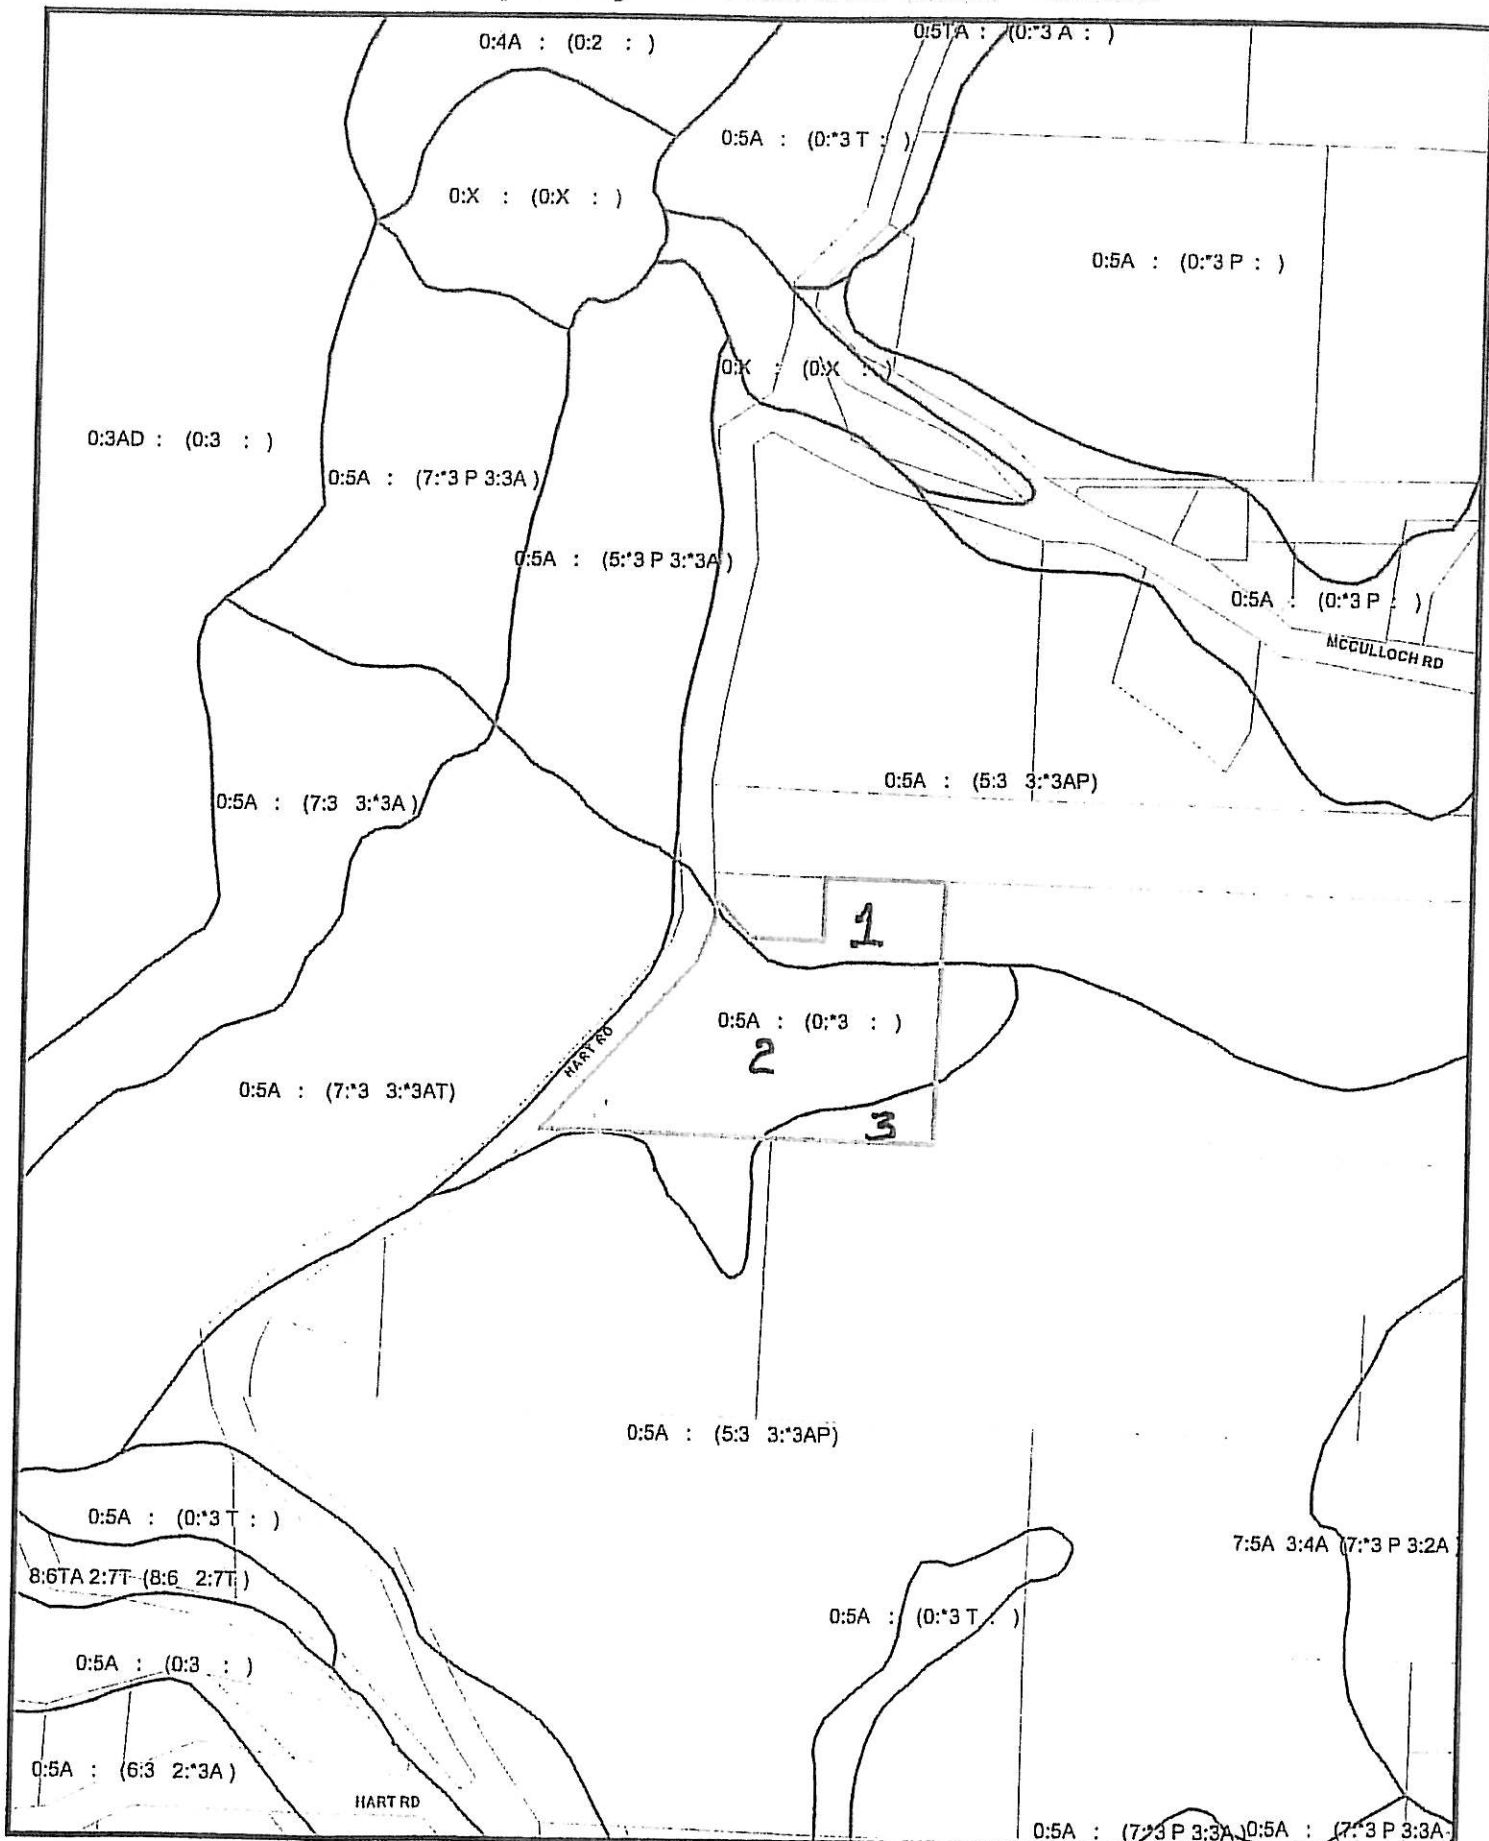 0:4A : (0:2 : )
0:5TA : (0:*3 A : )
0:5A : (0:*3 T : )
0:X : (0:X : )
0:5A : (0:*3 P : )
0:X : (0:X : )
0:3AD : (0:3 : )
0:5A : (7:*3 P 3:3A )
0:5A : (5:*3 P 3:*3A )
0:5A : (0:*3 P : )
MCCULLOCH RD
0:5A : (5:3 3:*3AP)
0:5A : (7:3 3:*3A )
1
0:5A : (0:*3 : )
HART RD
2
0:5A : (7:*3 3:*3AT)
3
0:5A : (5:3 3:*3AP)
0:5A : (0:*3 T : )
7:5A 3:4A (7:*3 P 3:2A )
8:6TA 2:7T (8:6 2:7T )
0:5A : (0:*3 T : )
0:5A : (0:3 : )
0:5A : (6:3 2:*3A )
HART RD
0:5A : (7:*3 P 3:3A )
0:5A : (7:*3 P 3:3A